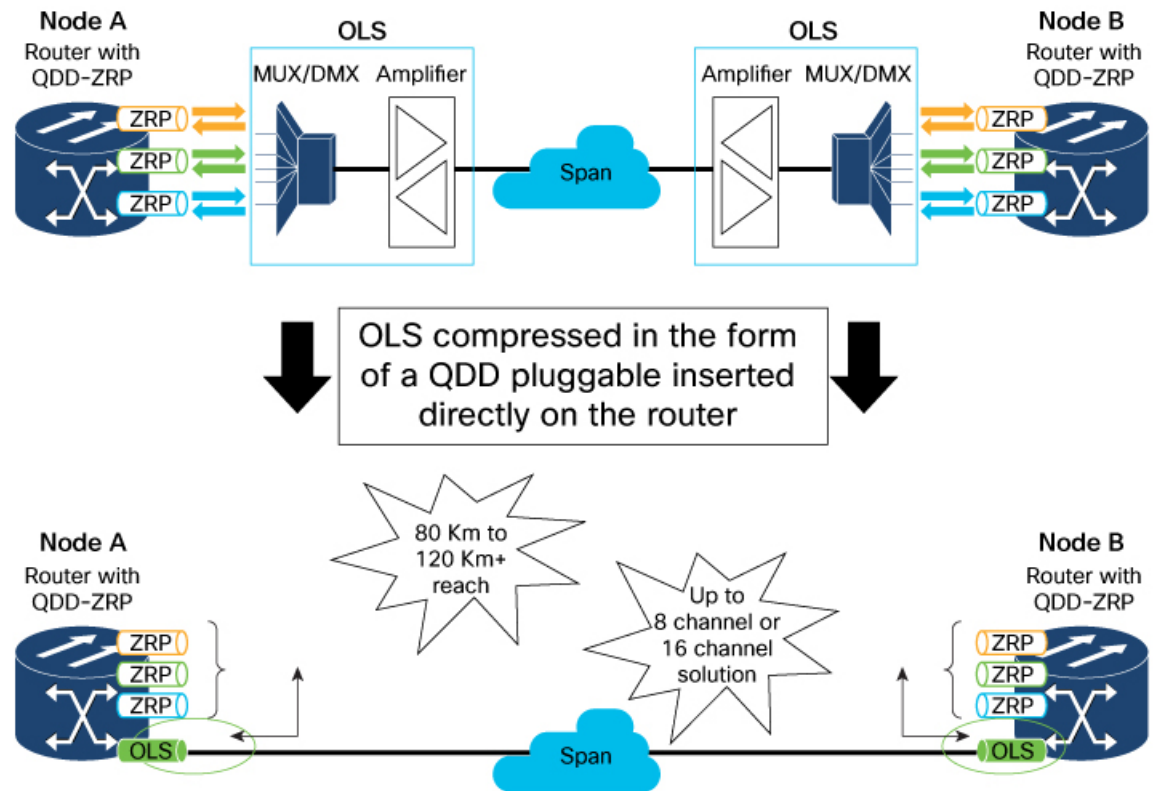 Node A
Router with
QDD-ZRP
OLS
OLS
Node B
Router with
QDD-ZRP
MUX/DMX
Amplifier
Amplifier
MUX/DMX
ZRP
ZRP
ZRP
Span
ZRP
ZRP
ZRP
OLS compressed in the form
of a QDD pluggable inserted
directly on the router
80 Km to
120 Km+
reach
Up to
8 channel or
16 channel
solution
Node A
Router with
QDD-ZRP
Node B
Router with
QDD-ZRP
ZRP
ZRP
ZRP
OLS
Span
ZRP
ZRP
ZRP
OLS